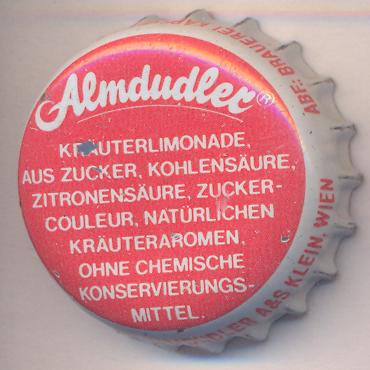 Almdudler®
KRÄUTERLIMONADE,
AUS ZUCKER, KOHLENSÄURE,
ZITRONENSÄURE, ZUCKER-
COULEUR, NATÜRLICHEN
KRÄUTERAROMEN,
OHNE CHEMISCHE
KONSERVIERUNGS-
MITTEL.
ABF.: BRAUEREI
A&S KLEIN, WIEN